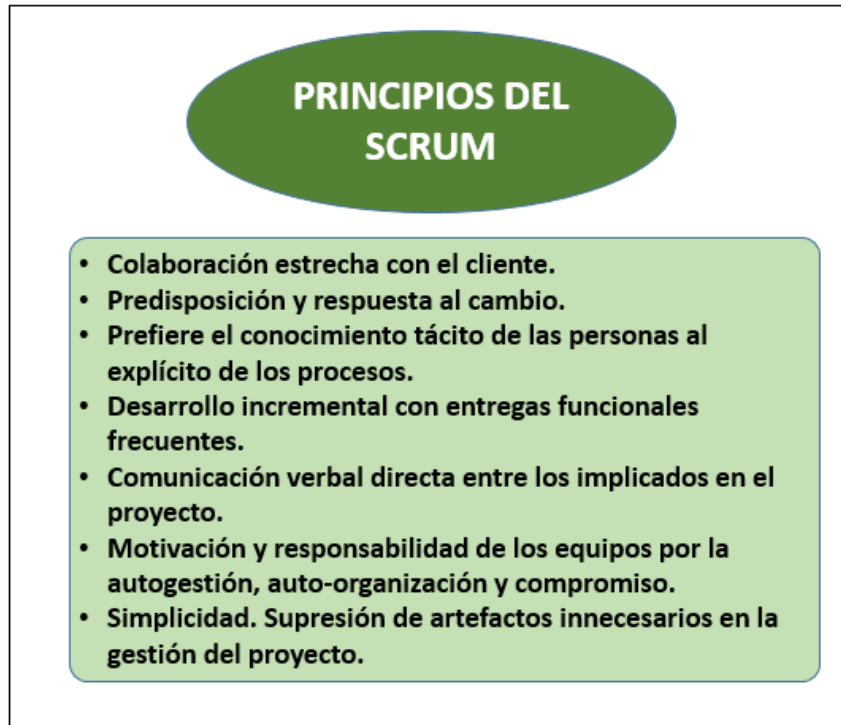 PRINCIPIOS DEL
SCRUM
• Colaboración estrecha con el cliente.
• Predisposición y respuesta al cambio.
• Prefiere el conocimiento tácito de las personas al
explícito de los procesos.
• Desarrollo incremental con entregas funcionales
frecuentes.
• Comunicación verbal directa entre los implicados en el
proyecto.
• Motivación y responsabilidad de los equipos por la
autogestión, auto-organización y compromiso.
• Simplicidad. Supresión de artefactos innecesarios en la
gestión del proyecto.